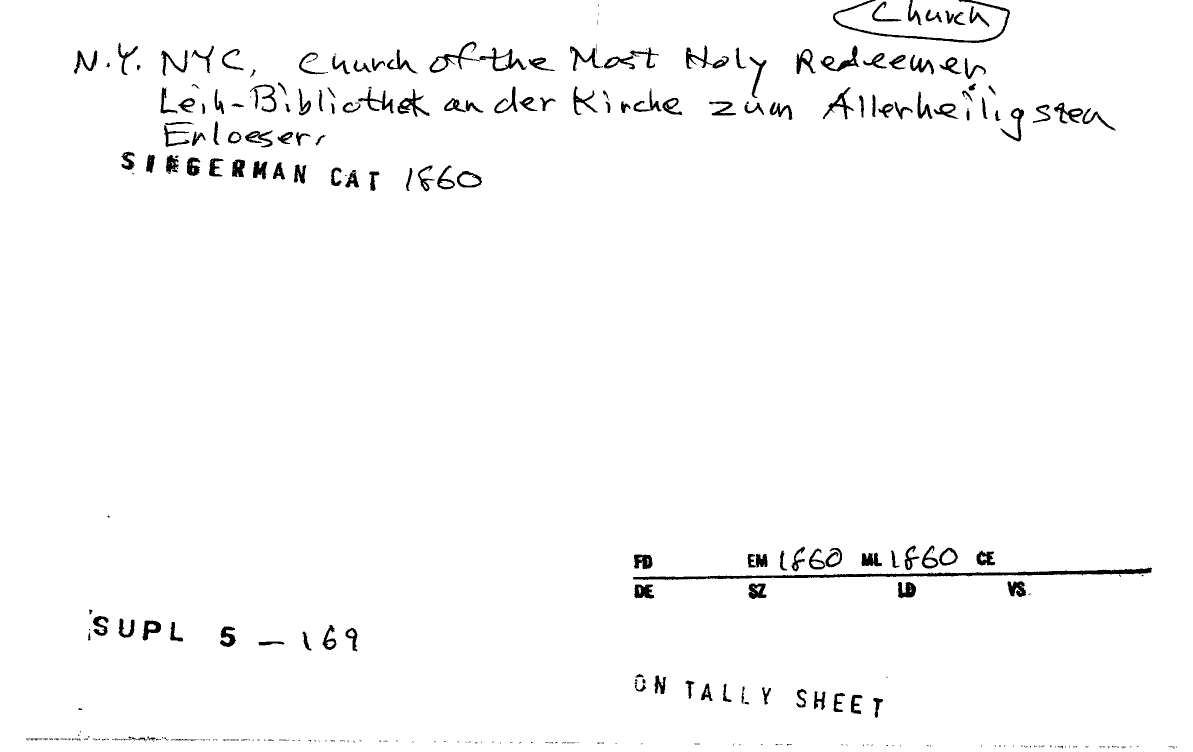 Church
N.Y. NYC, Church of the Most Holy Redeemer
Leih-Bibliothek an der Kirche zum Allerheiligsten
Erloeser,
SINGERMAN CAT 1860
FD EM 1860 ML 1860 CE
DE SZ LD VS
SUPL 5 - 169
ON TALLY SHEET